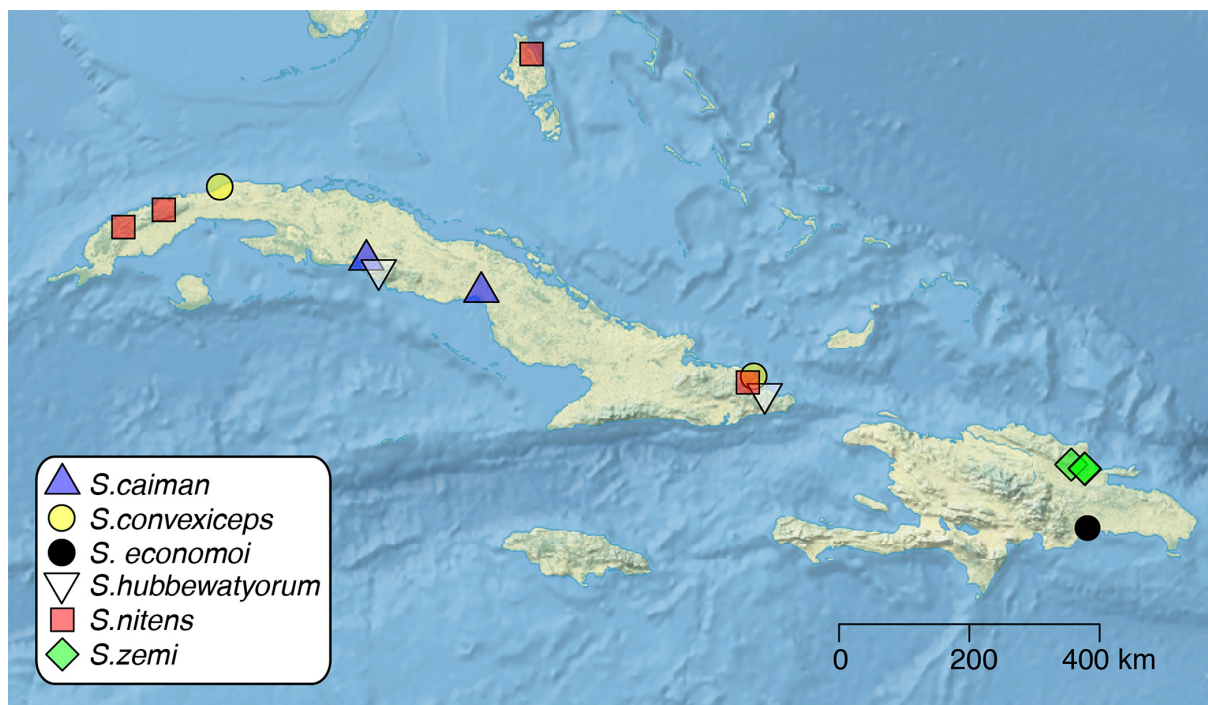 S.caiman
S.convexiceps
S. economoi
S.hubbewatyorum
S.nitens
S.zemi
0 200 400 km